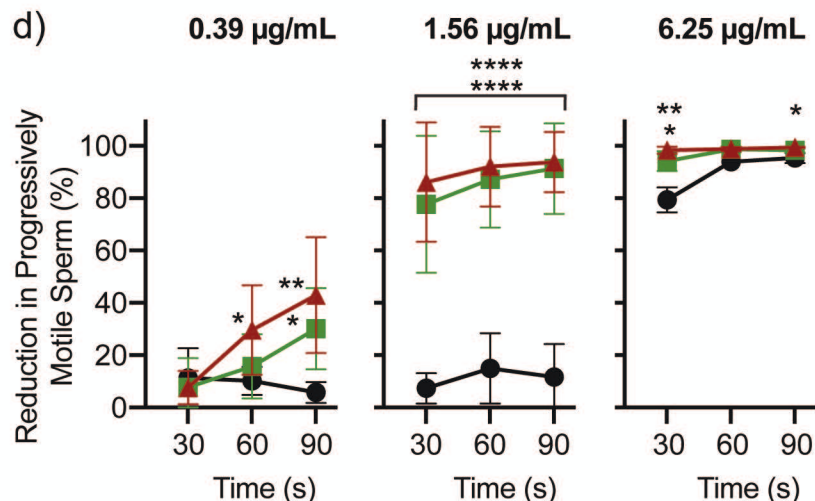 d)
0.39 µg/mL
1.56 µg/mL
6.25 µg/mL
Reduction in Progressively
Motile Sperm (%)
100
80
60
40
20
0
*
**
*
****
****
**
*
*
30 60 90
30 60 90
30 60 90
Time (s)
Time (s)
Time (s)